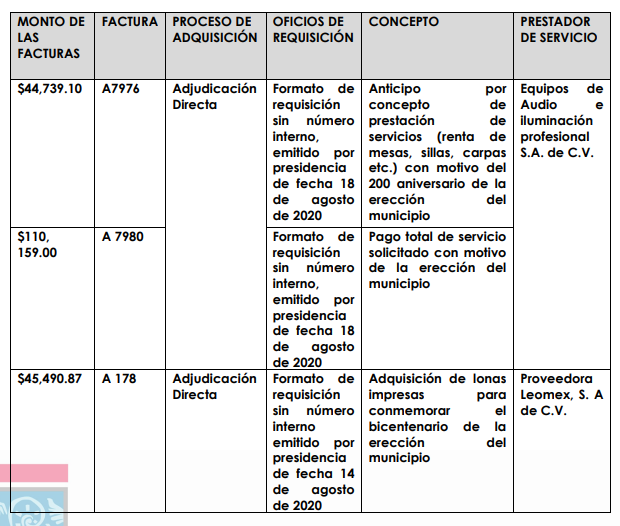 MONTO DE
LAS
FACTURAS
FACTURA
PROCESO DE
ADQUISICIÓN
OFICIOS DE
REQUISICIÓN
CONCEPTO
PRESTADOR
DE SERVICIO
$44,739.10
A7976
Adjudicación
Directa
Formato de
requisición
sin número
interno,
emitido por
presidencia
de fecha 18
de agosto
de 2020
Anticipo por
concepto de
prestación de
servicios (renta de
mesas, sillas, carpas
etc.) con motivo del
200 aniversario de la
erección del
municipio
Equipos de
Audio e
iluminación
profesional
S.A. de C.V.
$110,
159.00
A 7980
Formato de
requisición
sin número
interno,
emitido por
presidencia
de fecha 18
de agosto
de 2020
Pago total de servicio
solicitado con motivo
de la erección del
municipio
$45,490.87
A 178
Adjudicación
Directa
Formato de
requisición
sin número
interno
emitido por
presidencia
de fecha 14
de agosto
de 2020
Adquisición de lonas
impresas para
conmemorar el
bicentenario de la
erección del
municipio
Proveedora
Leomex, S. A
de C.V.